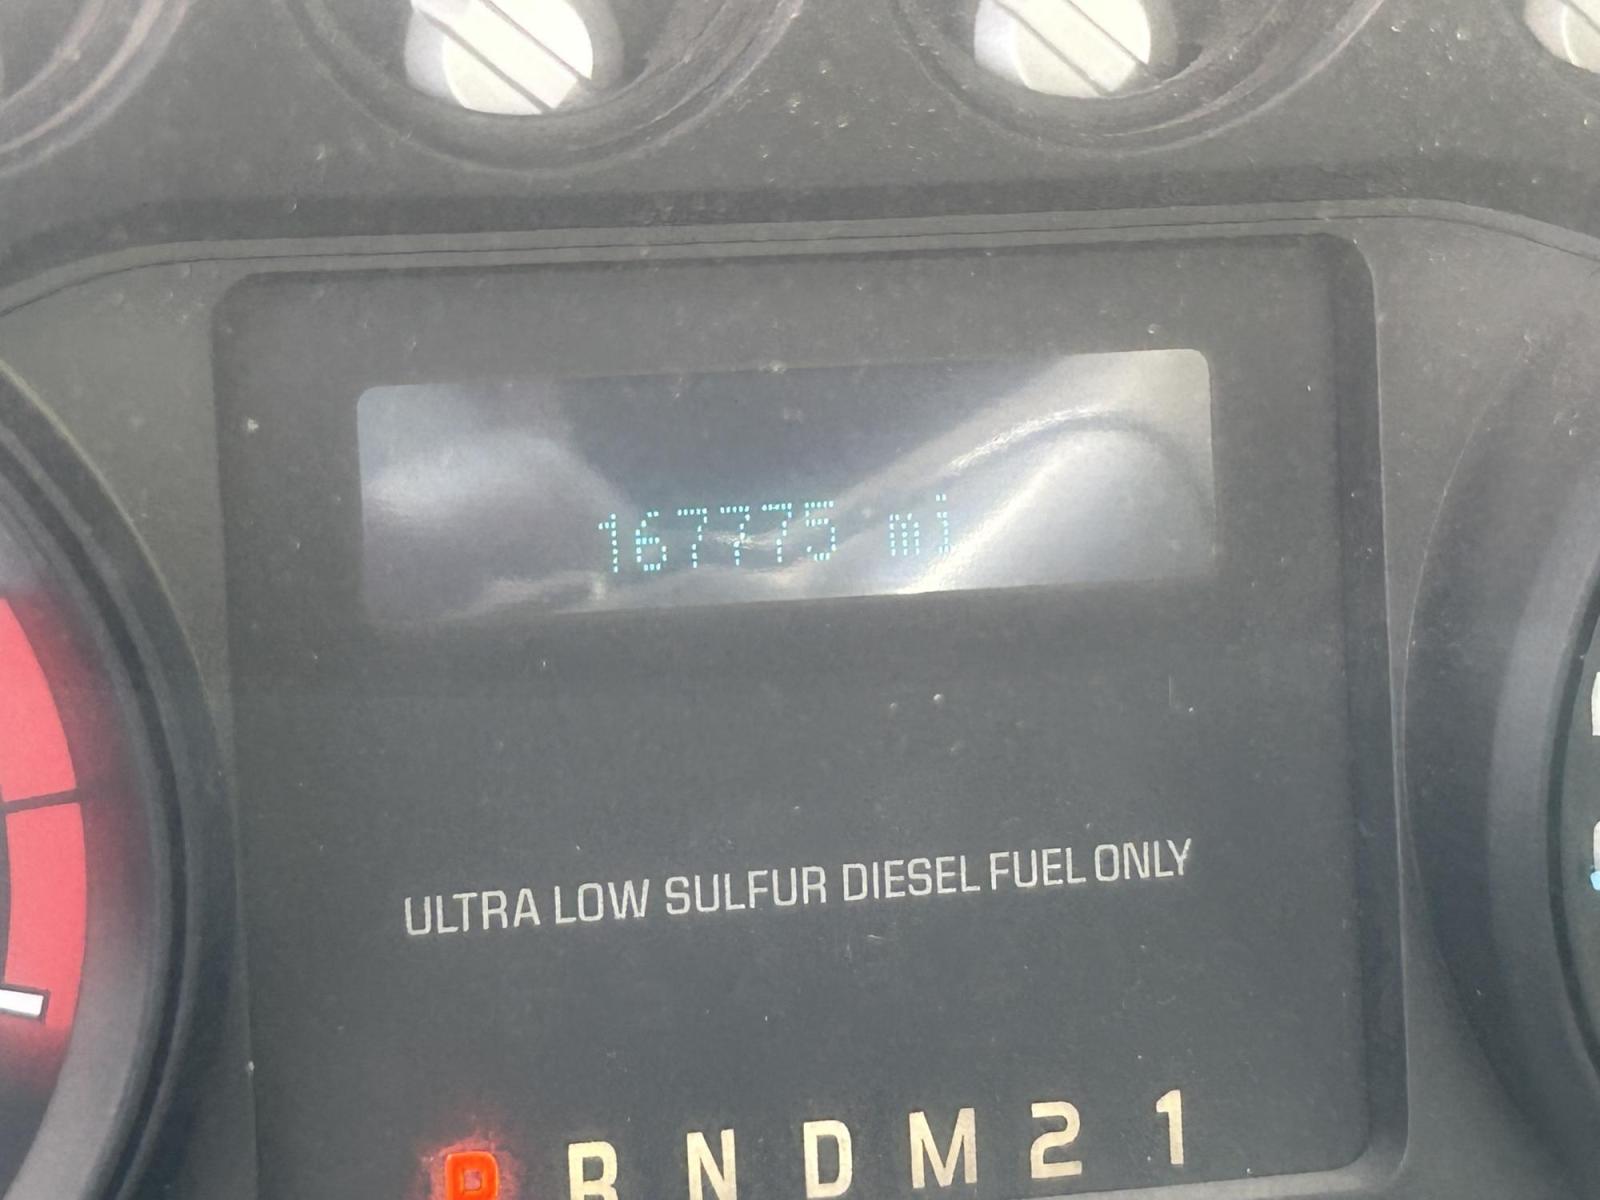 167775 mi
ULTRA LOW SULFUR DIESEL FUEL ONLY
P R N D M 2 1